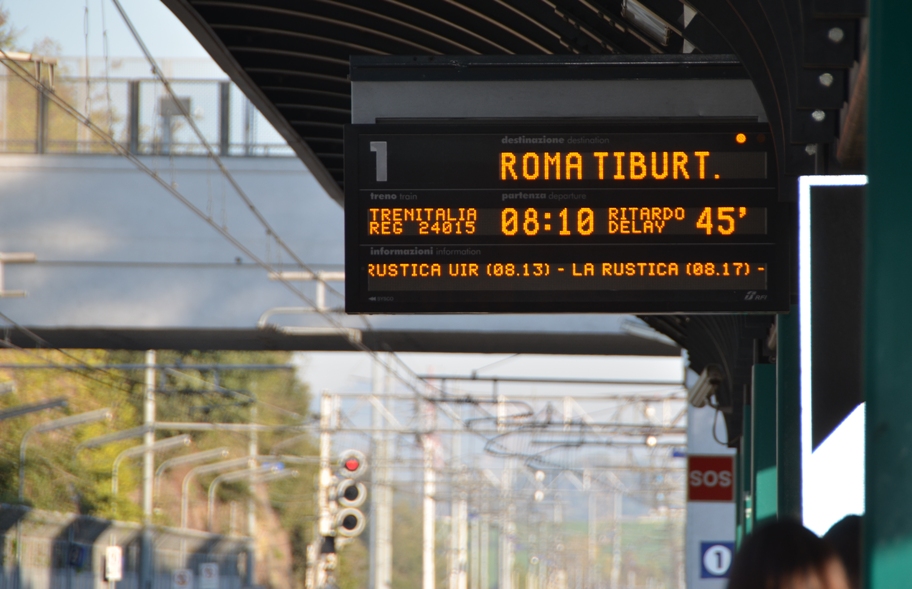 destinazione destination
1
ROMA TIBURT.
treno train
partenza departure
TRENITALIA
REG 24015
08:10
RITARDO
DELAY
45'
informazioni information
RUSTICA UIR (08.13) - LA RUSTICA (08.17) -
RFI
SOS
1